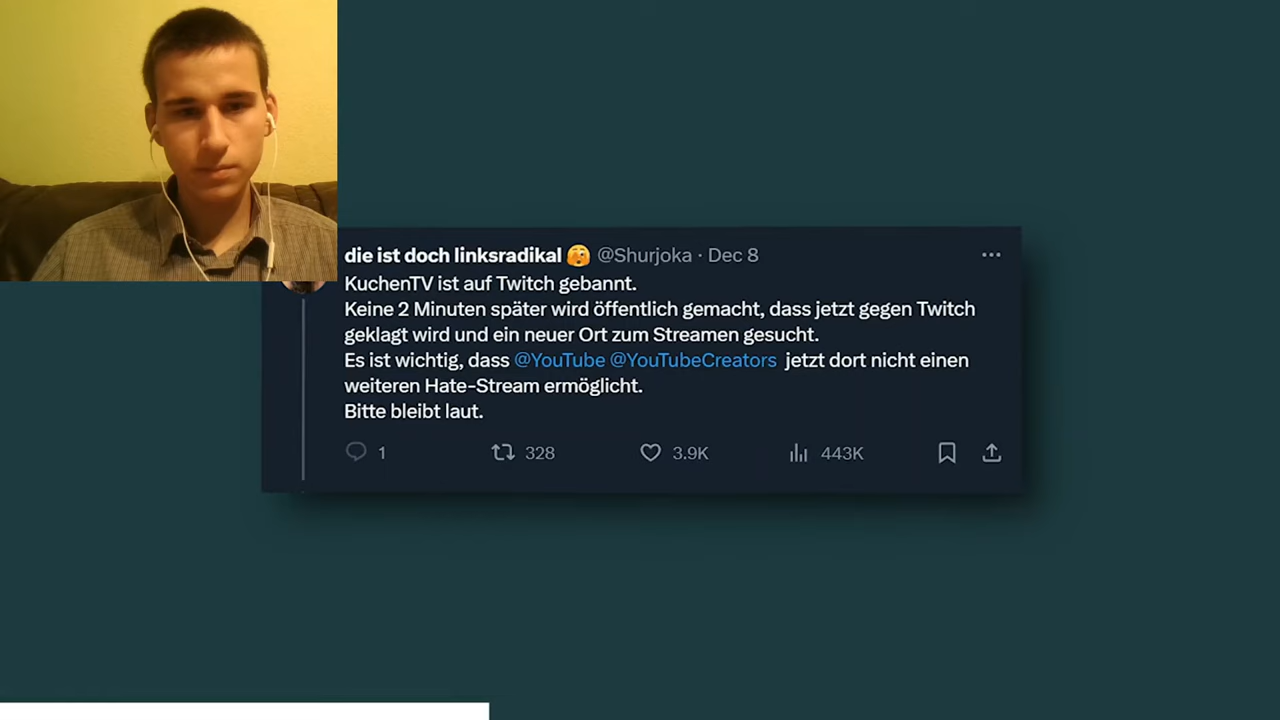 die ist doch linksradikal 🫣 @Shurjoka · Dec 8
KuchenTV ist auf Twitch gebannt.
Keine 2 Minuten später wird öffentlich gemacht, dass jetzt gegen Twitch
geklagt wird und ein neuer Ort zum Streamen gesucht.
Es ist wichtig, dass @YouTube @YouTubeCreators jetzt dort nicht einen
weiteren Hate-Stream ermöglicht.
Bitte bleibt laut.
1 328 3.9K 443K